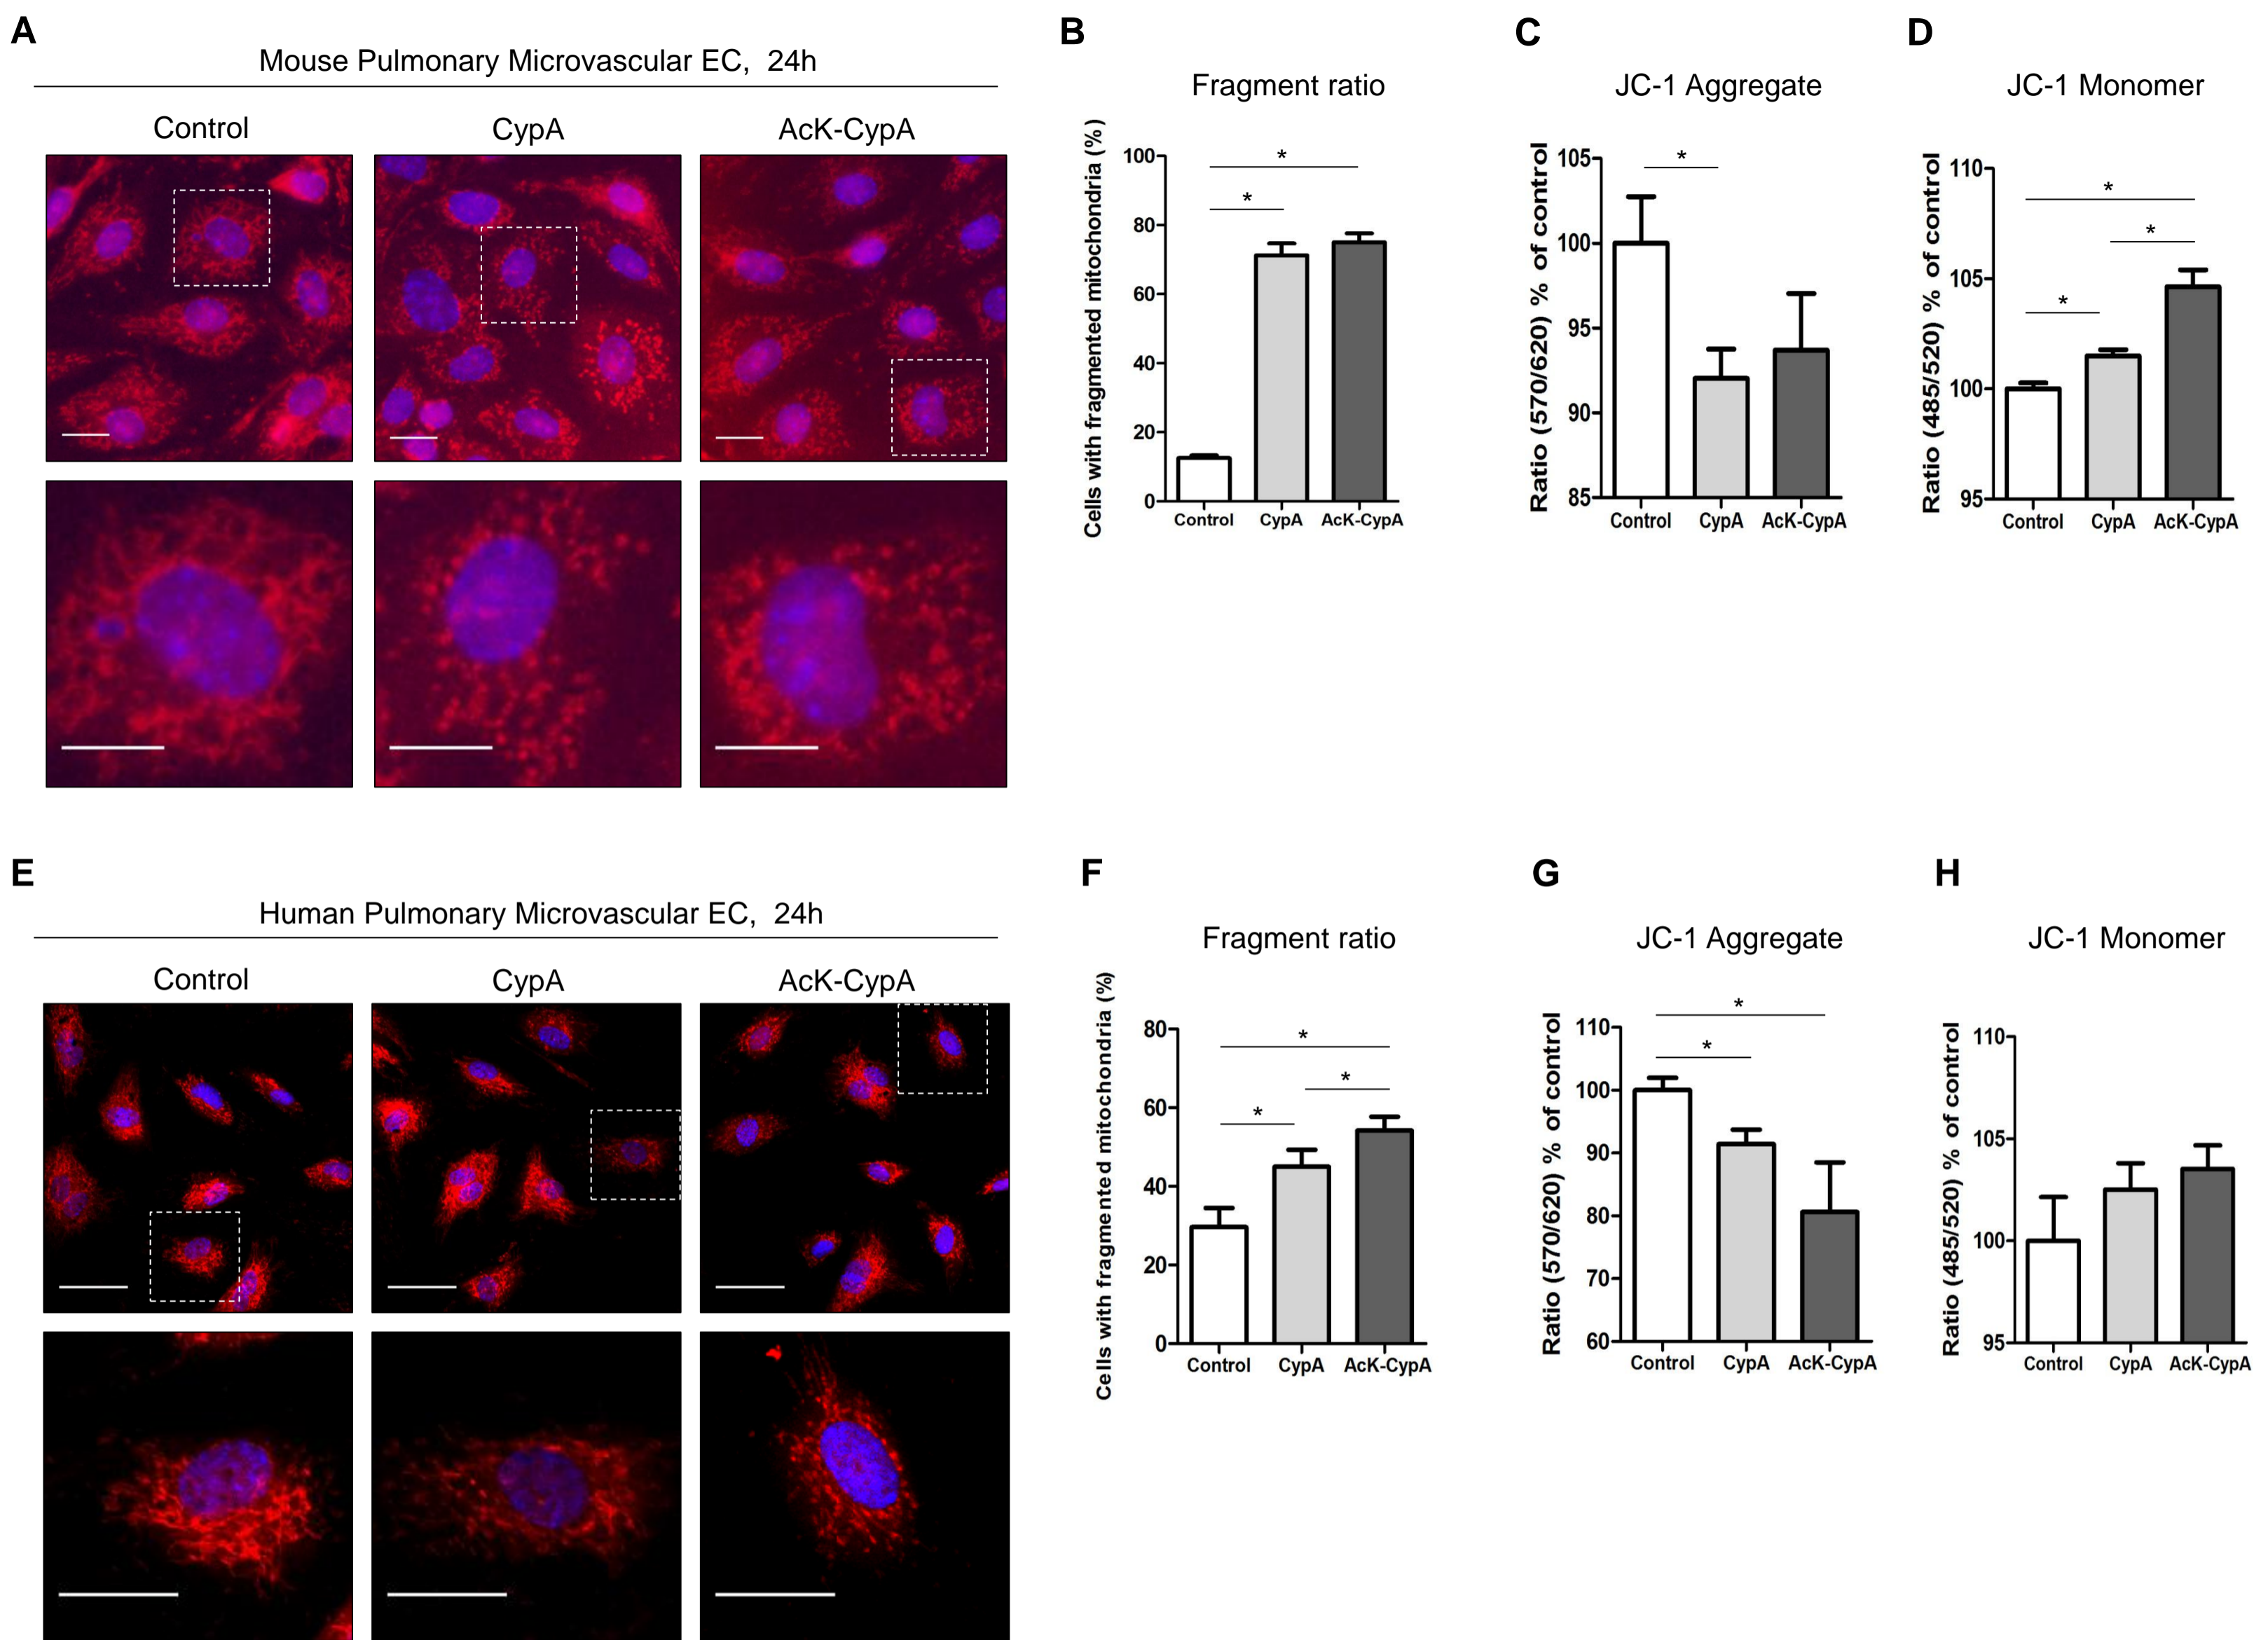 A
Mouse Pulmonary Microvascular EC, 24h
Control CypA AcK-CypA
B
Fragment ratio
Cells with fragmented mitochondria (%)
100
80
60
40
20
0
* *
Control CypA AcK-CypA
C
JC-1 Aggregate
Ratio (570/620) % of control
105
100
95
90
85
*
Control CypA AcK-CypA
D
JC-1 Monomer
Ratio (485/520) % of control
110
105
100
95
* * *
Control CypA AcK-CypA
E
Human Pulmonary Microvascular EC, 24h
Control CypA AcK-CypA
F
Fragment ratio
Cells with fragmented mitochondria (%)
80
60
40
20
0
* * *
Control CypA AcK-CypA
G
JC-1 Aggregate
Ratio (570/620) % of control
110
100
90
80
70
60
* *
Control CypA AcK-CypA
H
JC-1 Monomer
Ratio (485/520) % of control
110
105
100
95
Control CypA AcK-CypA